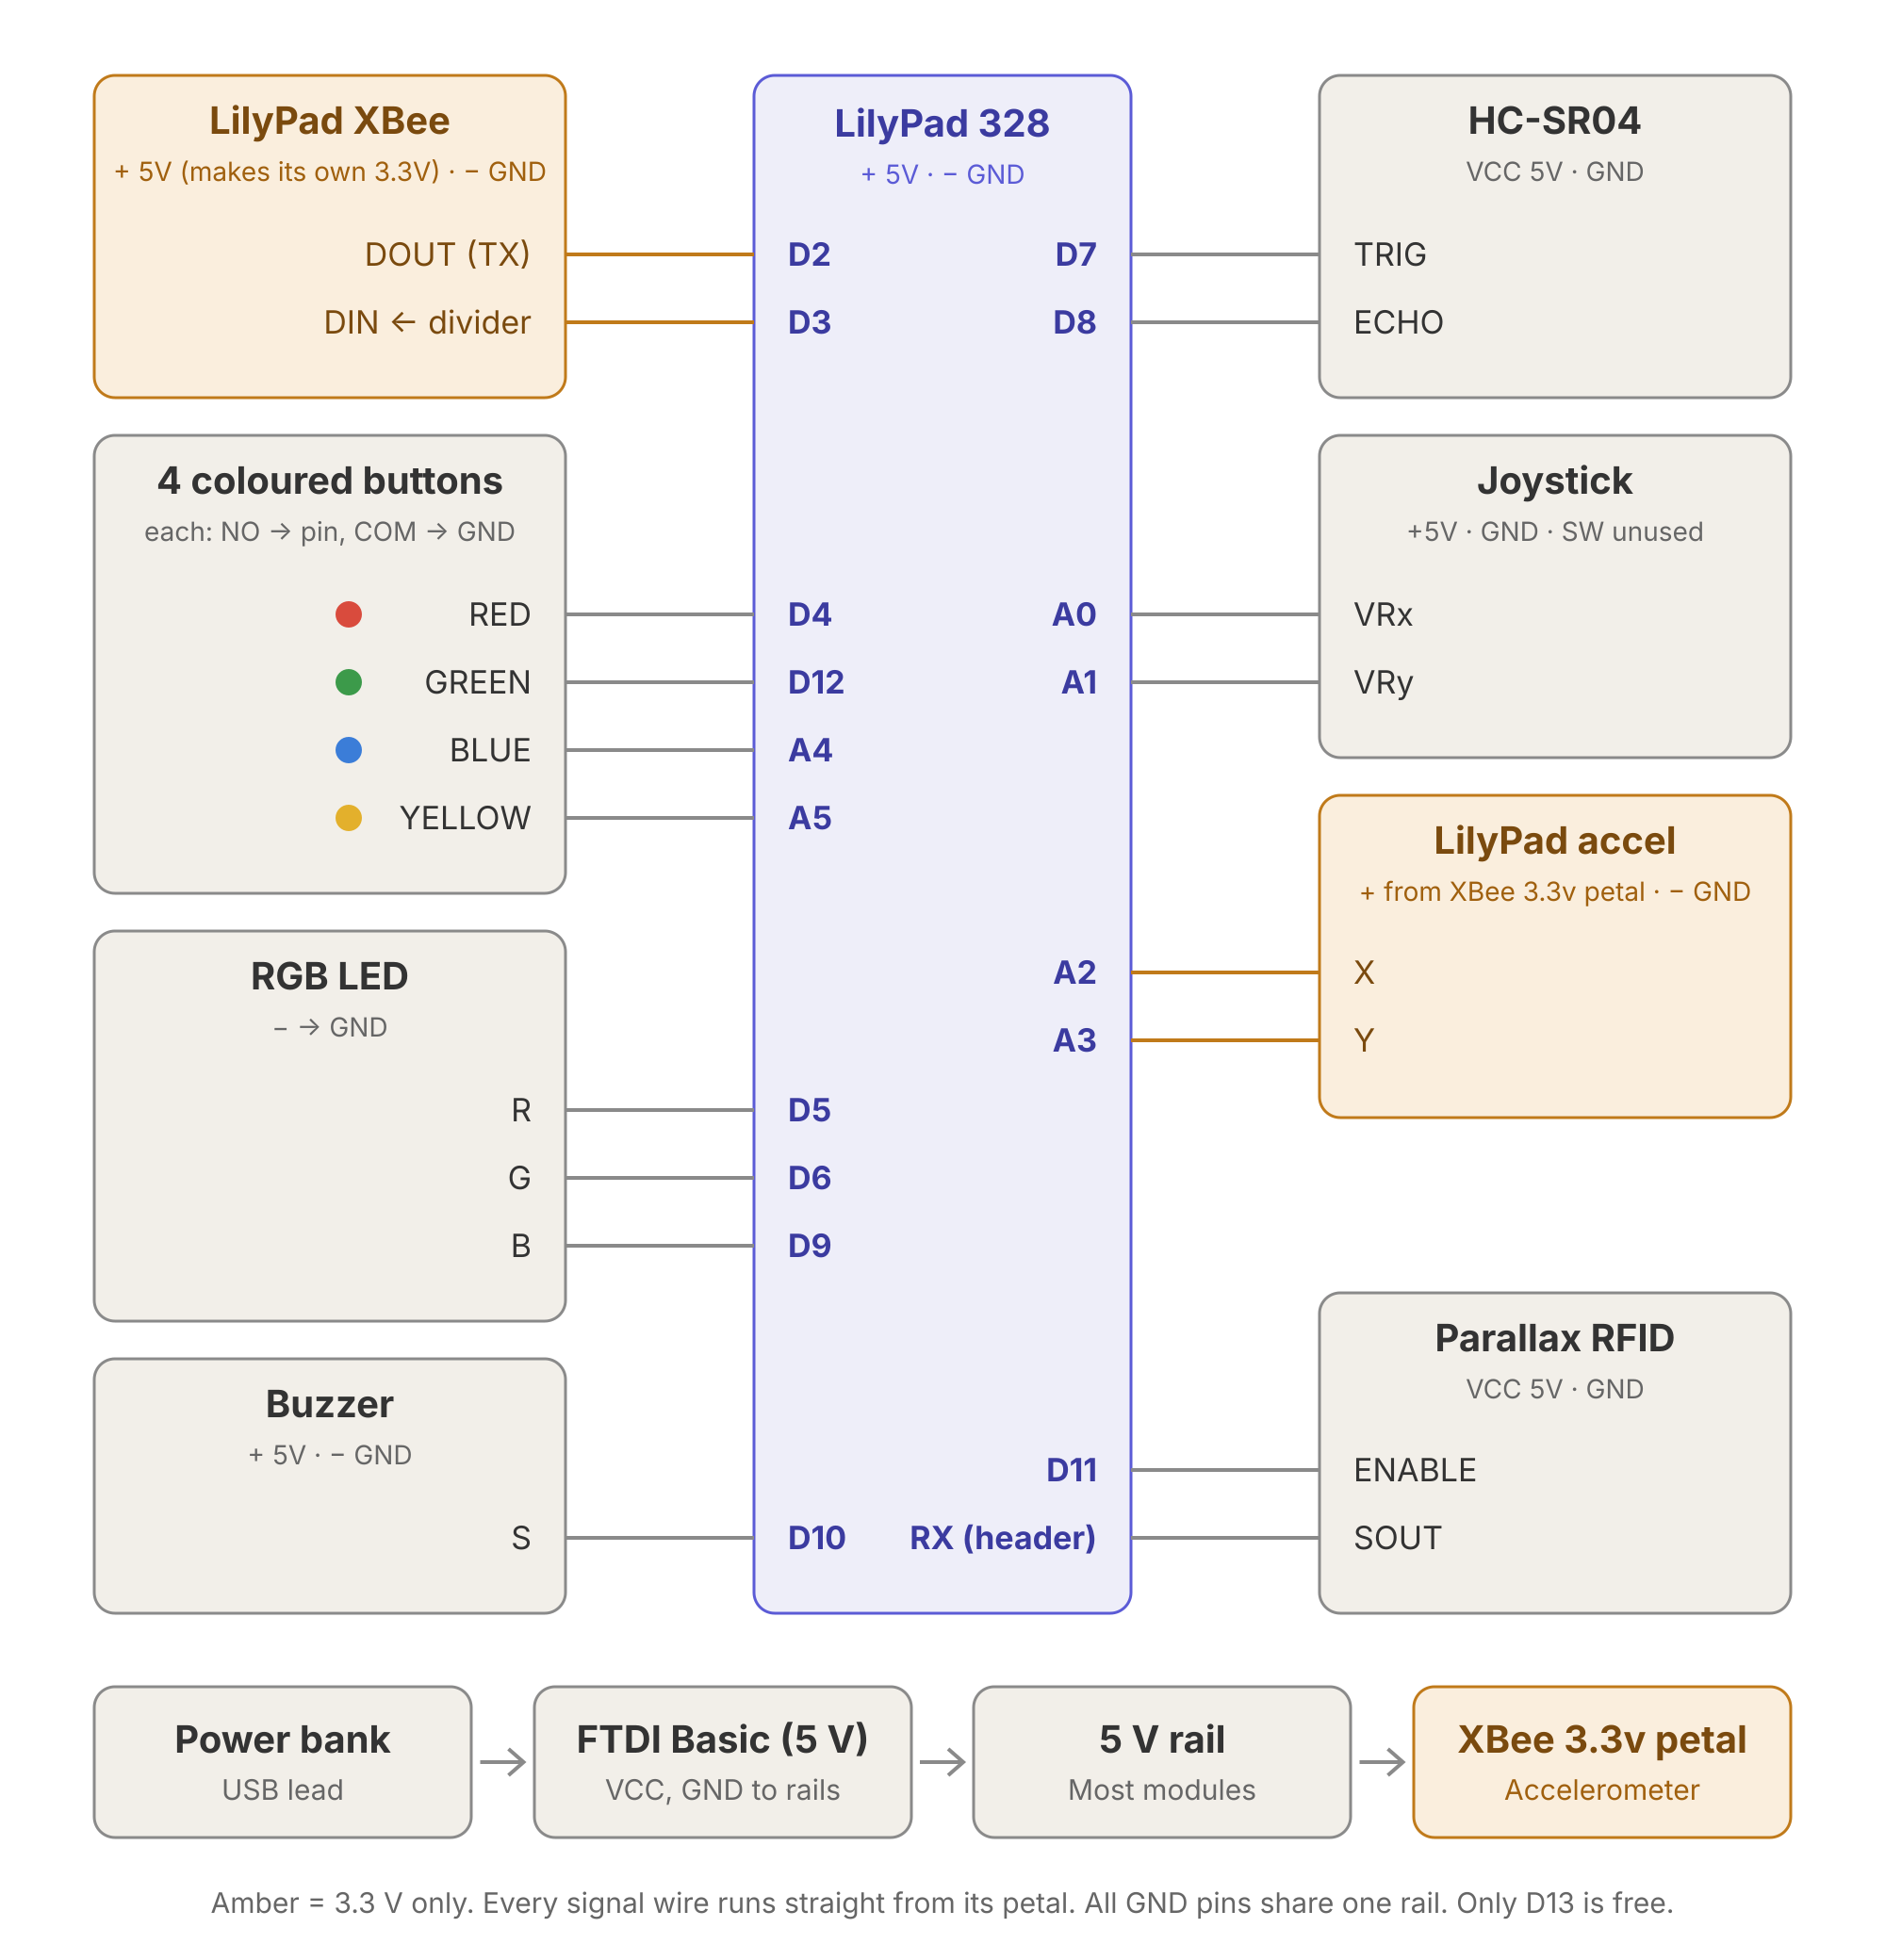 LilyPad XBee
+ 5V (makes its own 3.3V) · − GND
DOUT (TX)
DIN ← divider
4 coloured buttons
each: NO → pin, COM → GND
RED
GREEN
BLUE
YELLOW
RGB LED
− → GND
R
G
B
Buzzer
+ 5V · − GND
S
LilyPad 328
+ 5V · − GND
D2 D7
D3 D8
D4 A0
D12 A1
A4
A5
A2
A3
D5
D6
D9
D11
D10 RX (header)
HC-SR04
VCC 5V · GND
TRIG
ECHO
Joystick
+5V · GND · SW unused
VRx
VRy
LilyPad accel
+ from XBee 3.3v petal · − GND
X
Y
Parallax RFID
VCC 5V · GND
ENABLE
SOUT
Power bank
USB lead
→
FTDI Basic (5 V)
VCC, GND to rails
→
5 V rail
Most modules
→
XBee 3.3v petal
Accelerometer
Amber = 3.3 V only. Every signal wire runs straight from its petal. All GND pins share one rail. Only D13 is free.